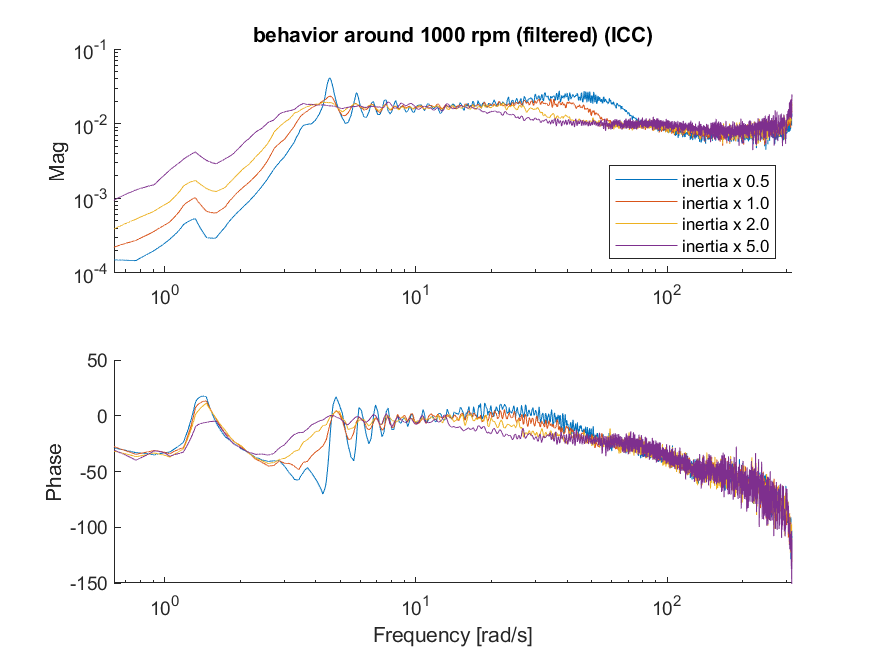 behavior around 1000 rpm (filtered) (ICC)
10^-1
10^-2
10^-3
10^-4
Mag
inertia x 0.5
inertia x 1.0
inertia x 2.0
inertia x 5.0
10^0 10^1 10^2
50
0
-50
-100
-150
Phase
10^0 10^1 10^2
Frequency [rad/s]